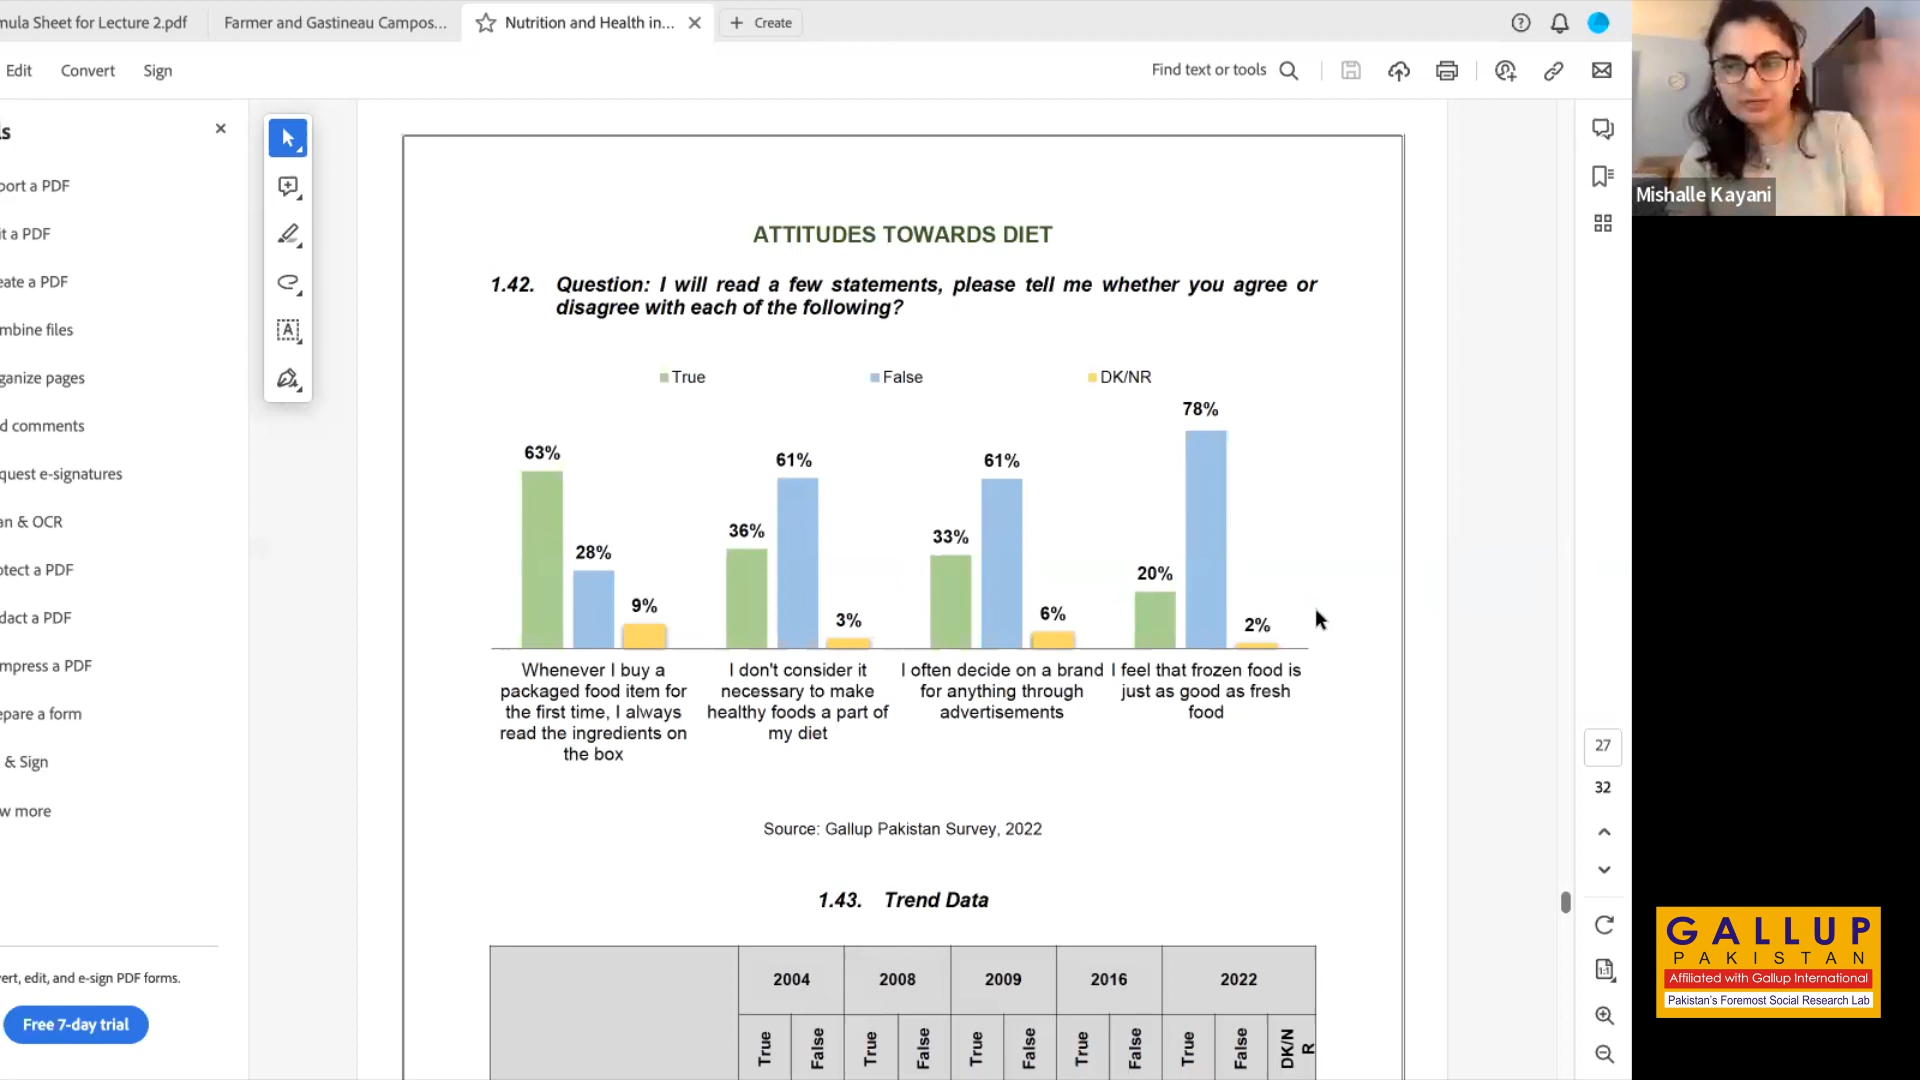 mula Sheet for Lecture 2.pdf
Farmer and Gastineau Campos...
Nutrition and Health in...
Create
Edit
Convert
Sign
Find text or tools
ls
port a PDF
it a PDF
eate a PDF
mbine files
ganize pages
d comments
quest e-signatures
an & OCR
otect a PDF
dact a PDF
mpress a PDF
epare a form
& Sign
w more
vert, edit, and e-sign PDF forms.
Free 7-day trial
ATTITUDES TOWARDS DIET
1.42. Question: I will read a few statements, please tell me whether you agree or
disagree with each of the following?
True
False
DK/NR
63%
28%
9%
36%
61%
3%
33%
61%
6%
20%
78%
2%
Whenever I buy a
packaged food item for
the first time, I always
read the ingredients on
the box
I don't consider it
necessary to make
healthy foods a part of
my diet
I often decide on a brand
for anything through
advertisements
I feel that frozen food is
just as good as fresh
food
Source: Gallup Pakistan Survey, 2022
1.43. Trend Data
2004 2008 2009 2016 2022
True False True False True False True False True False DK/N
R
27
32
1:1
Mishalle Kayani
GALLUP
PAKISTAN
Affiliated with Gallup International
Pakistan's Foremost Social Research Lab